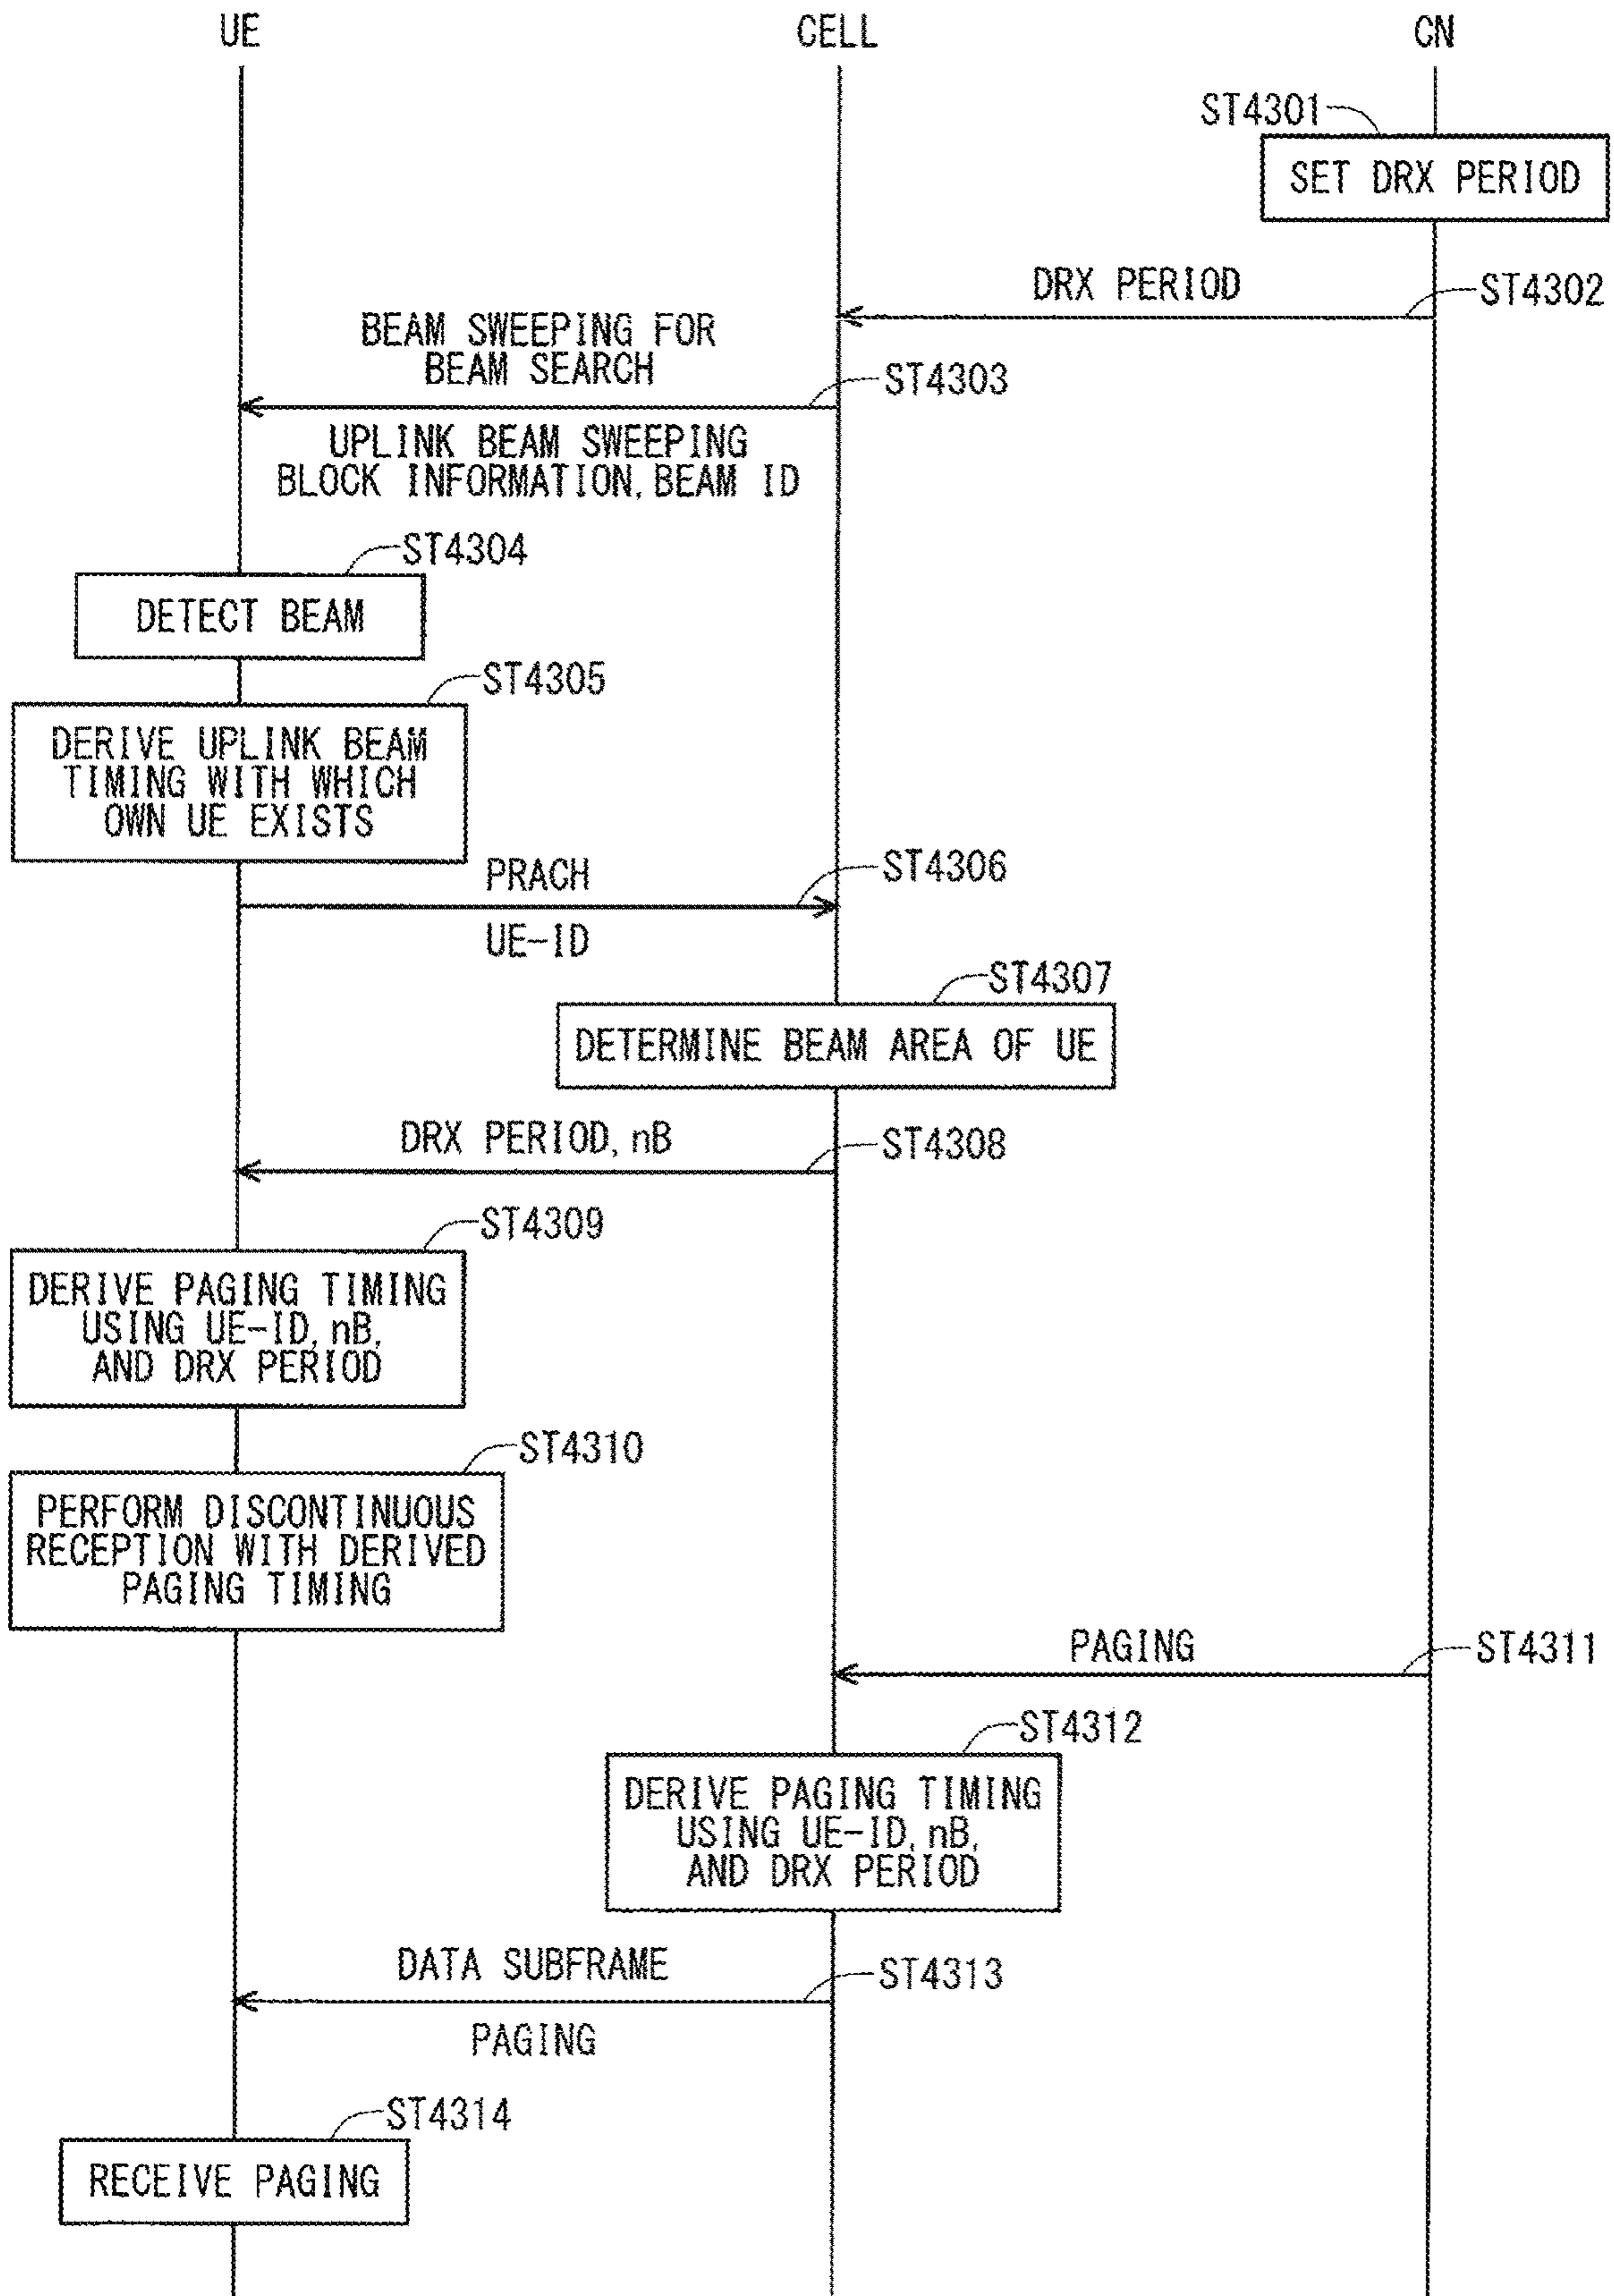 UE
CELL
CN
ST4301
SET DRX PERIOD
DRX PERIOD
ST4302
BEAM SWEEPING FOR
BEAM SEARCH
ST4303
UPLINK BEAM SWEEPING
BLOCK INFORMATION, BEAM ID
ST4304
DETECT BEAM
ST4305
DERIVE UPLINK BEAM
TIMING WITH WHICH
OWN UE EXISTS
PRACH
ST4306
UE-ID
ST4307
DETERMINE BEAM AREA OF UE
DRX PERIOD, nB
ST4308
ST4309
DERIVE PAGING TIMING
USING UE-ID, nB,
AND DRX PERIOD
ST4310
PERFORM DISCONTINUOUS
RECEPTION WITH DERIVED
PAGING TIMING
PAGING
ST4311
ST4312
DERIVE PAGING TIMING
USING UE-ID, nB,
AND DRX PERIOD
DATA SUBFRAME
ST4313
PAGING
ST4314
RECEIVE PAGING